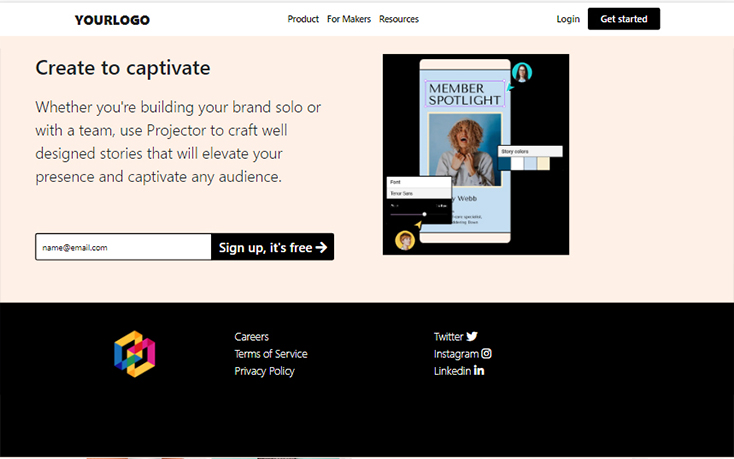 YOURLOGO
Product For Makers Resources
Login Get started
Create to captivate
Whether you're building your brand solo or
with a team, use Projector to craft well
designed stories that will elevate your
presence and captivate any audience.
name@email.com
Sign up, it's free
MEMBER
SPOTLIGHT
Story colors
Font
Tenor Sans
y Webb
Careers
Terms of Service
Privacy Policy
Twitter
Instagram
Linkedin